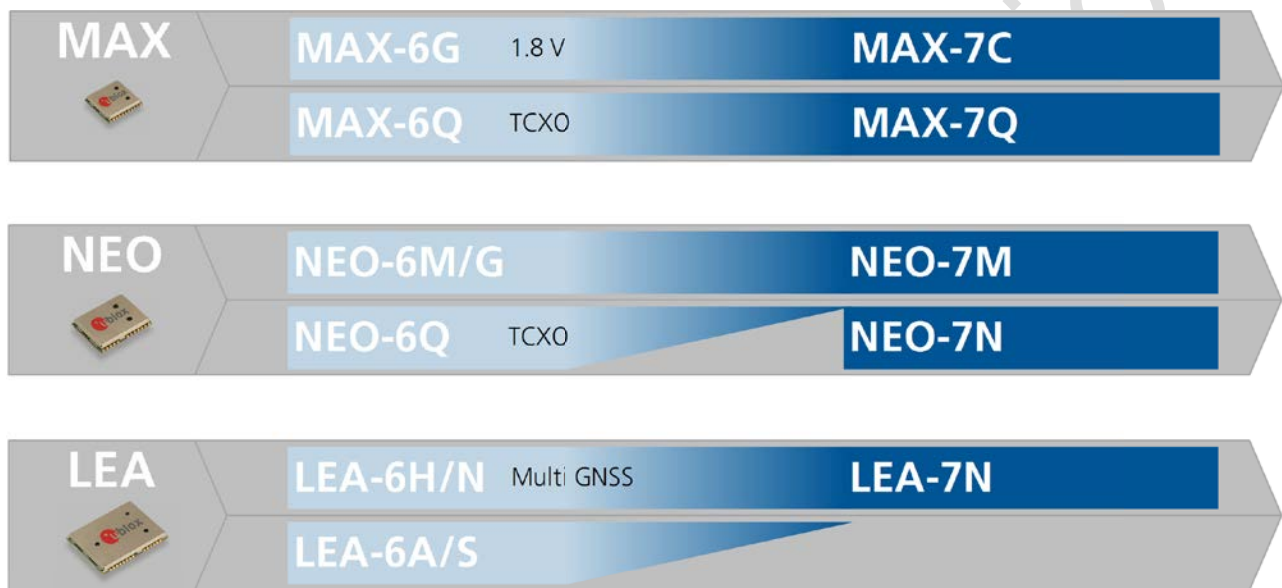 MAX
MAX-6G 1.8 V MAX-7C
MAX-6Q TCXO MAX-7Q
NEO
NEO-6M/G NEO-7M
NEO-6Q TCXO NEO-7N
LEA
LEA-6H/N Multi GNSS LEA-7N
LEA-6A/S